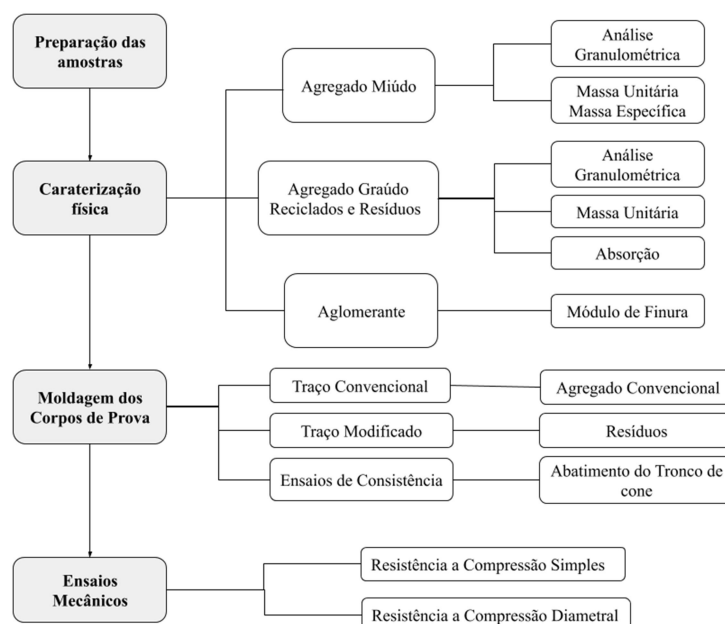 Preparação das
amostras
Agregado Miúdo
Análise
Granulométrica
Massa Unitária
Massa Específica
Caraterização
física
Agregado Graúdo
Reciclados e Resíduos
Análise
Granulométrica
Massa Unitária
Absorção
Aglomerante
Módulo de Finura
Moldagem dos
Corpos de Prova
Traço Convencional
Agregado Convencional
Traço Modificado
Resíduos
Ensaios de Consistência
Abatimento do Tronco de
cone
Ensaios
Mecânicos
Resistência a Compressão Simples
Resistência a Compressão Diametral